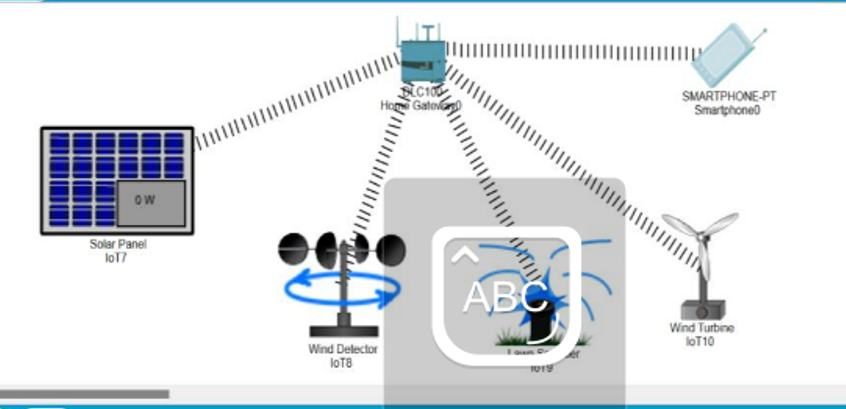 DLC100
Home Gateway0
SMARTPHONE-PT
Smartphone0
0 W
Solar Panel
IoT7
ABC
Wind Detector
IoT8
Lawn
IoT9
Wind Turbine
IoT10